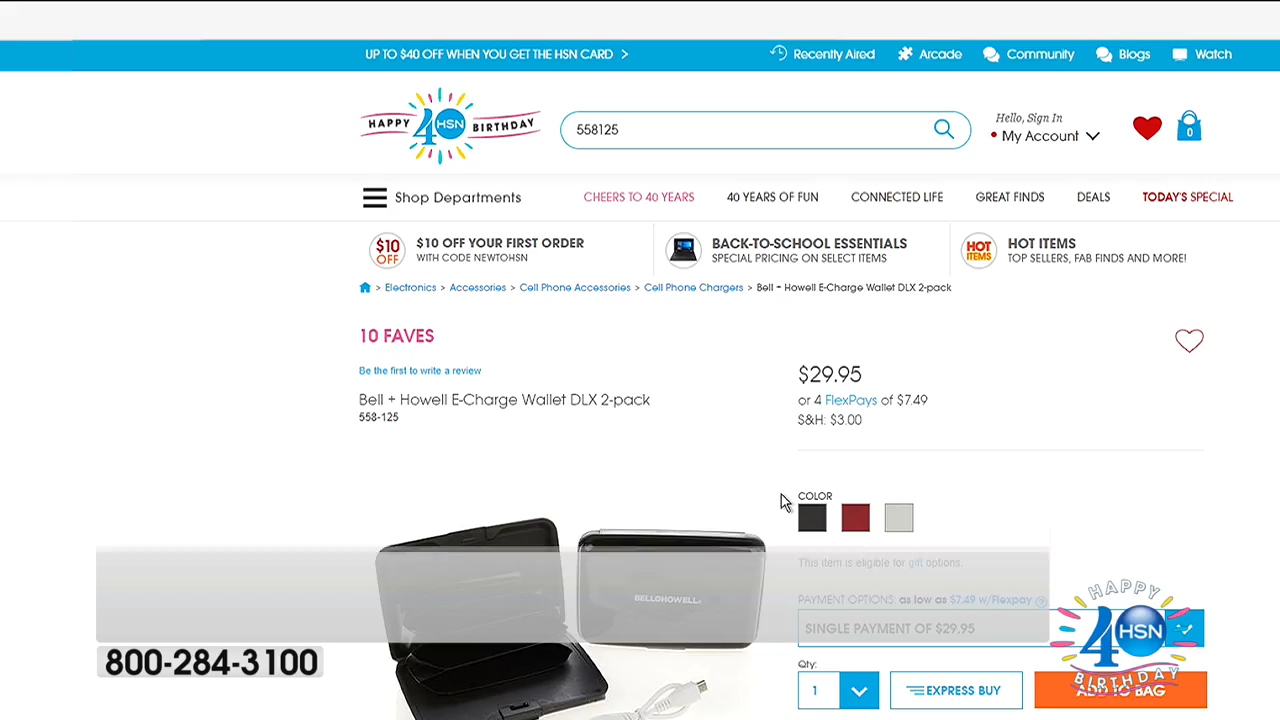 UP TO $40 OFF WHEN YOU GET THE HSN CARD >
Recently Aired
Arcade
Community
Blogs
Watch
HAPPY 40 HSN BIRTHDAY
558125
Hello, Sign In
My Account
0
Shop Departments
CHEERS TO 40 YEARS
40 YEARS OF FUN
CONNECTED LIFE
GREAT FINDS
DEALS
TODAY'S SPECIAL
$10 OFF
$10 OFF YOUR FIRST ORDER
WITH CODE NEWTOHSN
BACK-TO-SCHOOL ESSENTIALS
SPECIAL PRICING ON SELECT ITEMS
HOT ITEMS
HOT ITEMS
TOP SELLERS, FAB FINDS AND MORE!
> Electronics > Accessories > Cell Phone Accessories > Cell Phone Chargers > Bell + Howell E-Charge Wallet DLX 2-pack
10 FAVES
Be the first to write a review
Bell + Howell E-Charge Wallet DLX 2-pack
558-125
$29.95
or 4 FlexPays of $7.49
S&H: $3.00
COLOR
This item is eligible for gift options.
PAYMENT OPTIONS: as low as $7.49 w/Flexpay ?
SINGLE PAYMENT OF $29.95
BELL+HOWELL
Qty:
1
EXPRESS BUY
ADD TO BAG
800-284-3100
HAPPY
40 HSN
BIRTHDAY